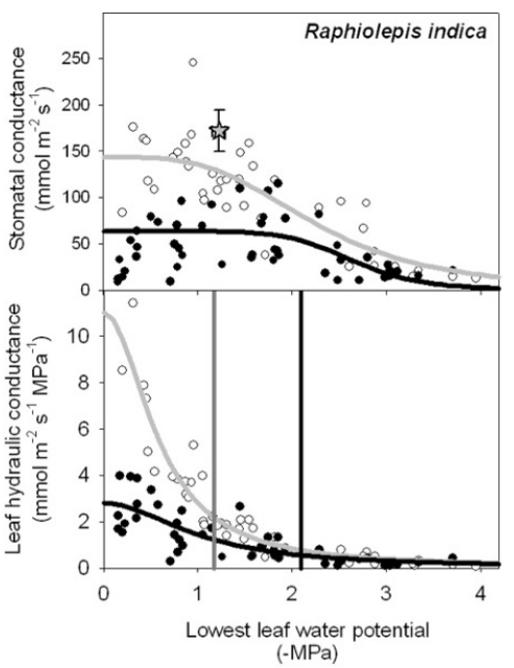 Raphiolepis indica
Stomatal conductance
(mmol m-2 s-1)
250
200
150
100
50
0
Leaf hydraulic conductance
(mmol m-2 s-1 MPa-1)
10
8
6
4
2
0
0 1 2 3 4
Lowest leaf water potential
(-MPa)